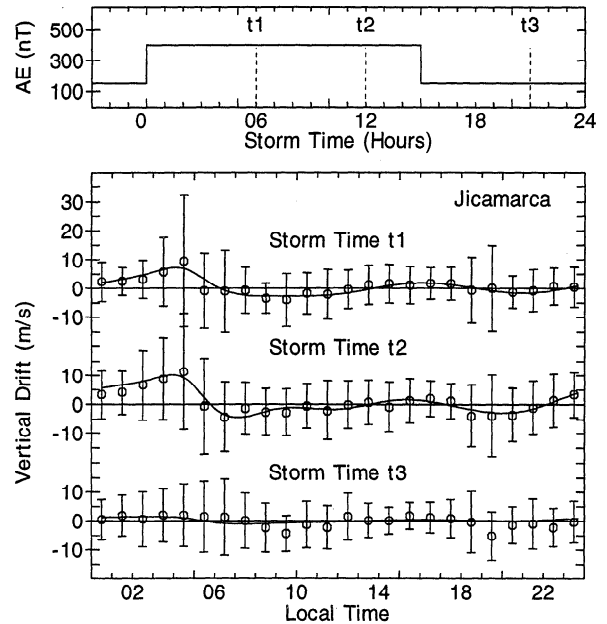 t1 t2 t3
AE (nT)
500
300
100
0 06 12 18 24
Storm Time (Hours)
Jicamarca
Vertical Drift (m/s)
Storm Time t1
30
20
10
0
-10
Storm Time t2
10
0
-10
Storm Time t3
10
0
-10
02 06 10 14 18 22
Local Time